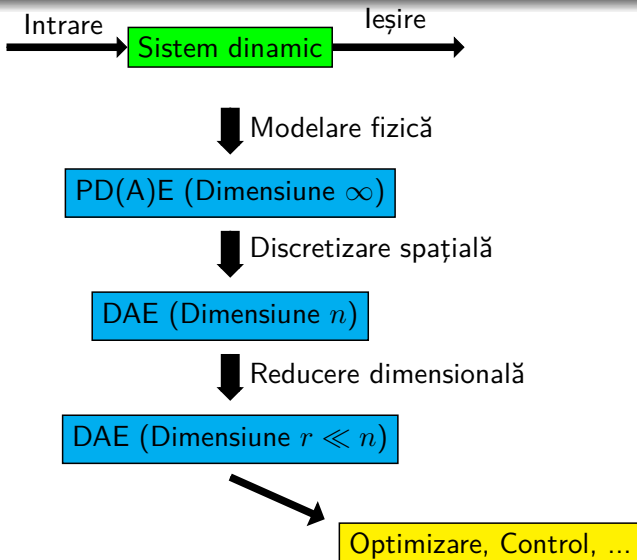 Intrare
Ieșire
Sistem dinamic
Modelare fizică
PD(A)E (Dimensiune ∞)
Discretizare spațială
DAE (Dimensiune n)
Reducere dimensională
DAE (Dimensiune r ≪ n)
Optimizare, Control, ...